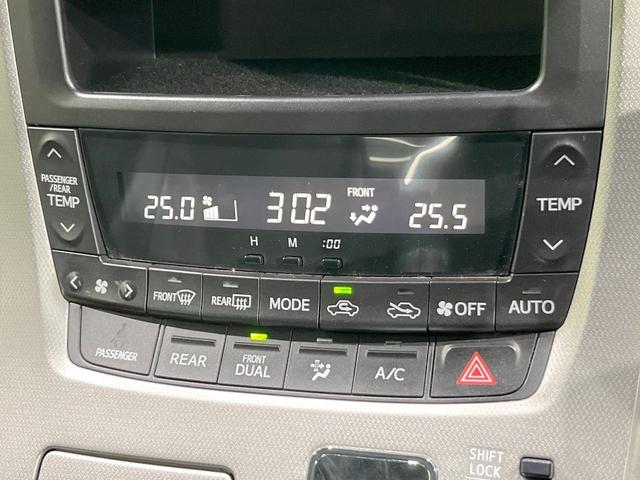 PASSENGER
/REAR
TEMP
25.0
302
FRONT
25.5
TEMP
H M :00
FRONT
REAR
MODE
OFF
AUTO
PASSENGER
REAR
FRONT
DUAL
A/C
SHIFT
LOCK